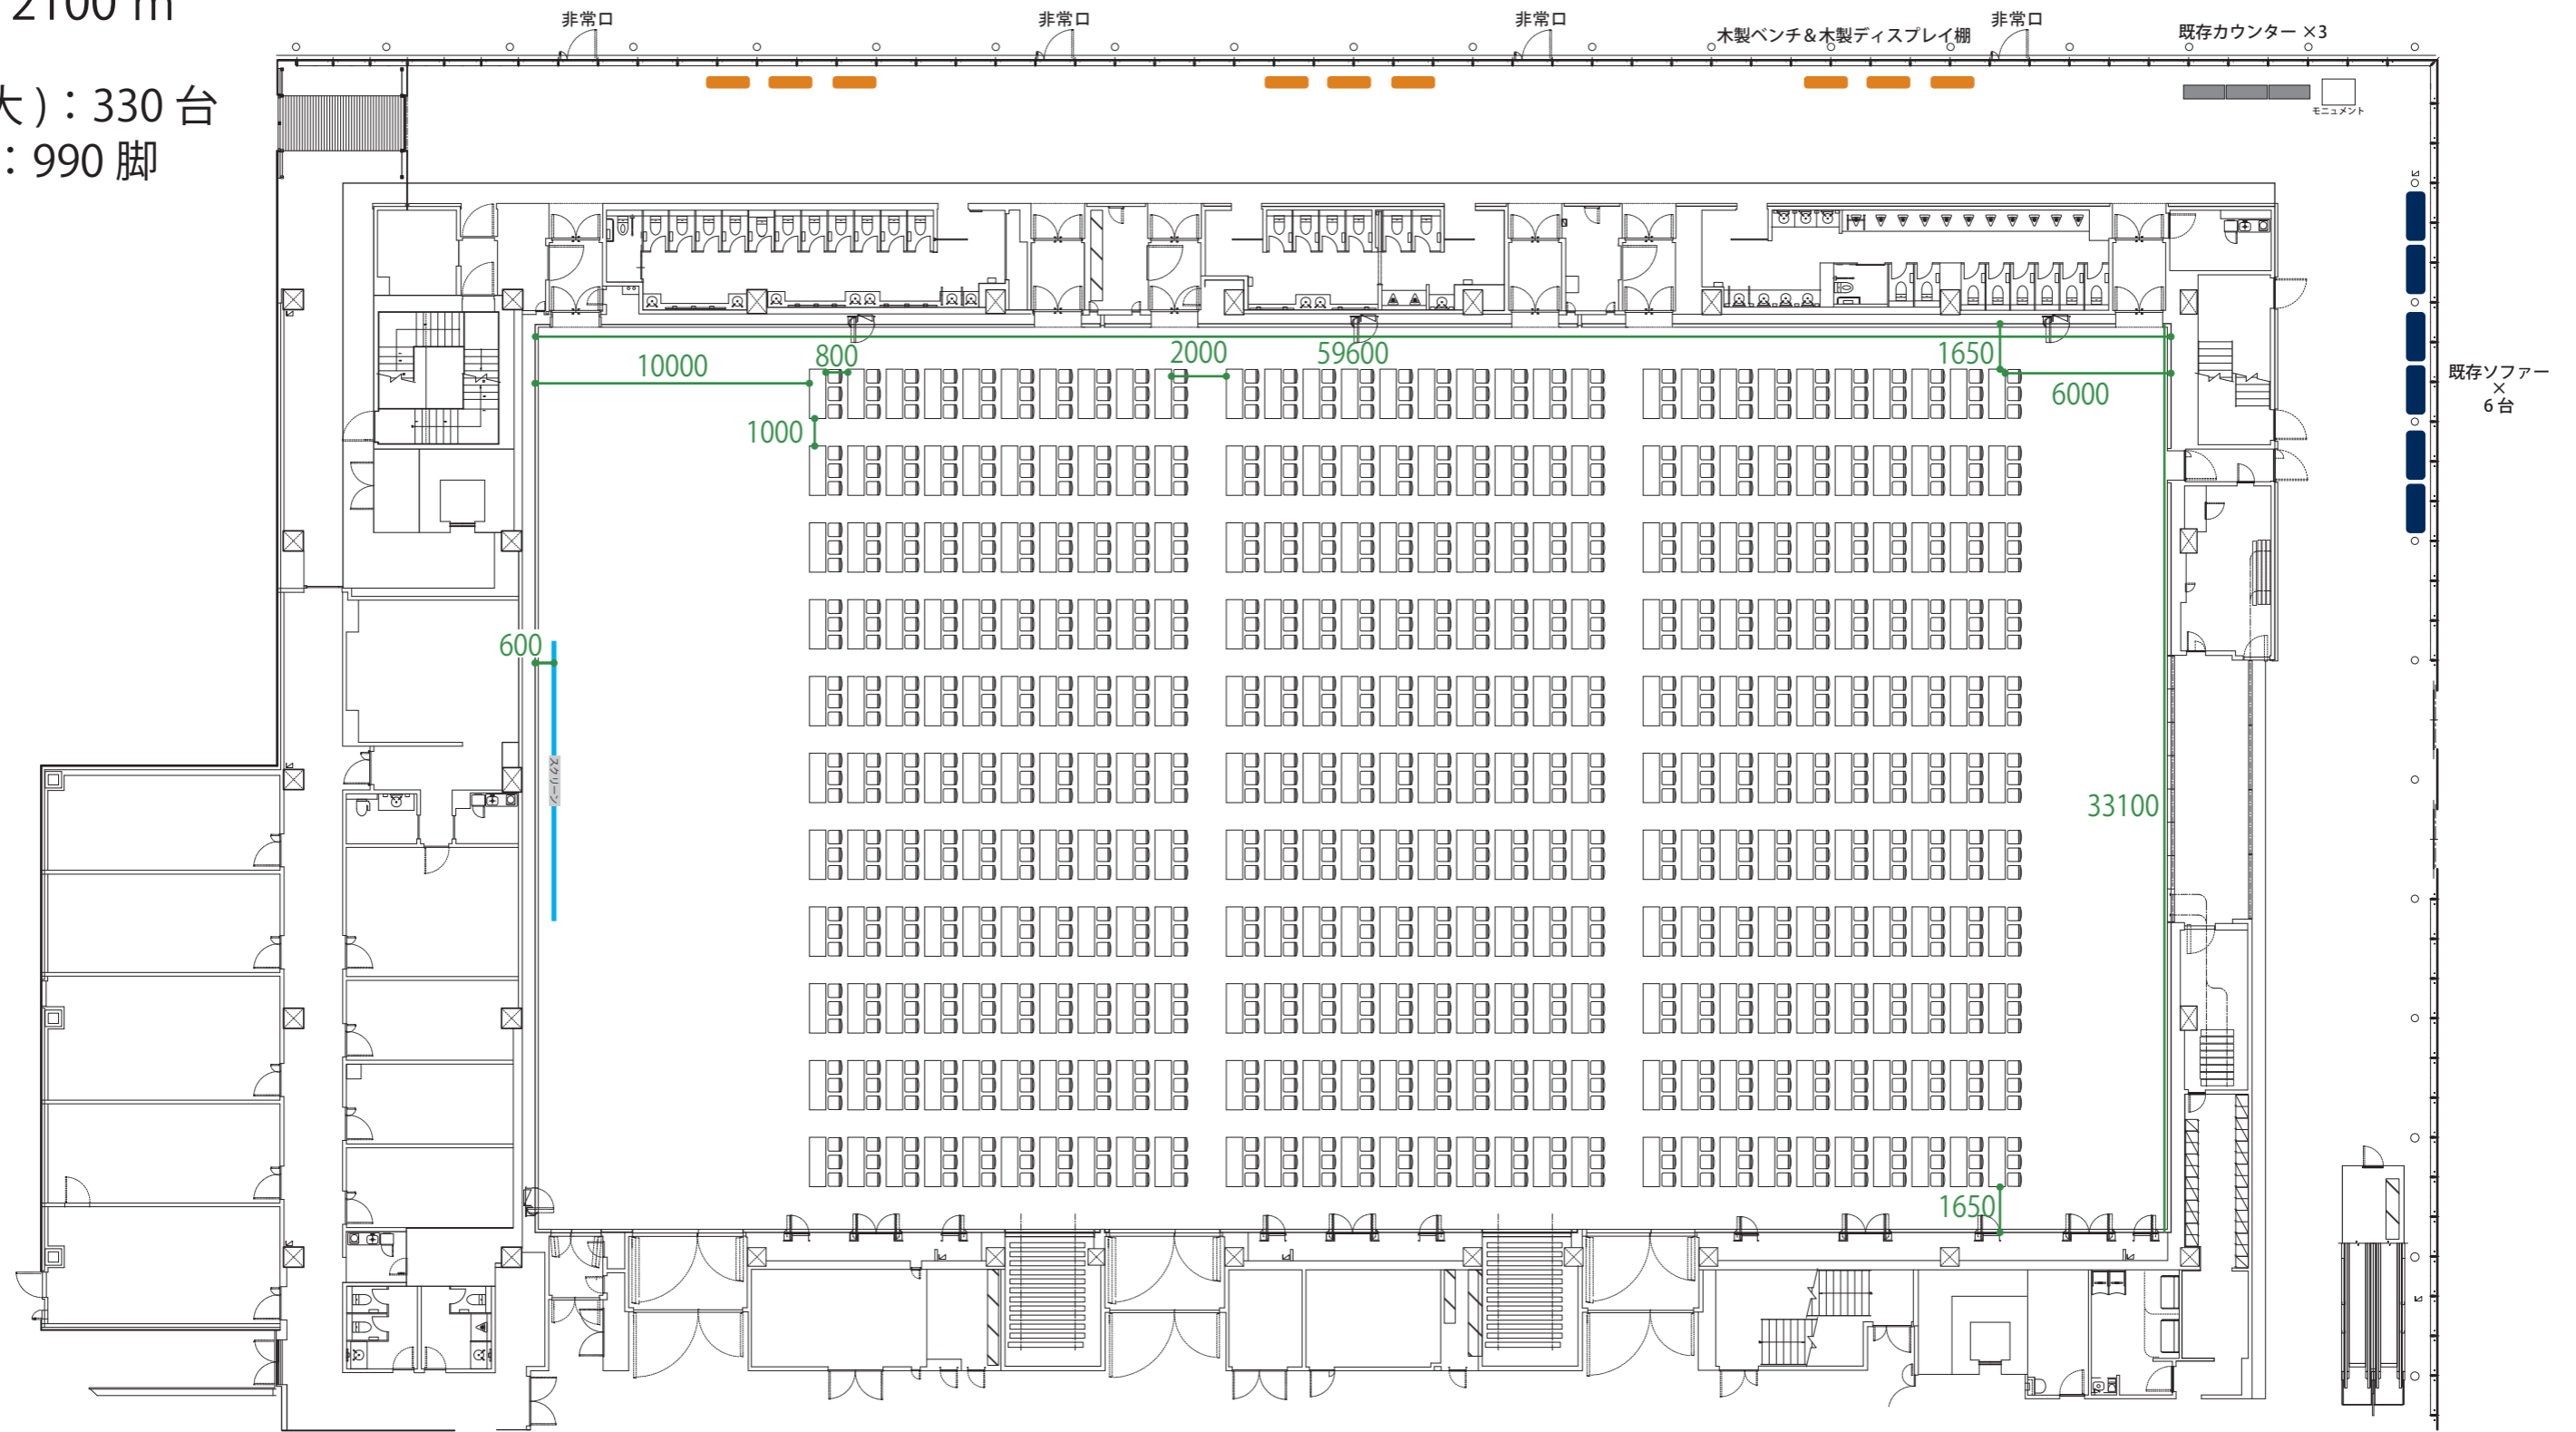 2100 ㎡
大 ) : 330 台
: 990 脚
非常口
非常口
非常口
非常口
木製ベンチ＆木製ディスプレイ棚
既存カウンター ×3
モニュメント
既存ソファー
×
6 台
10000
800
2000
59600
1650
6000
1000
600
スクリーン
33100
1650